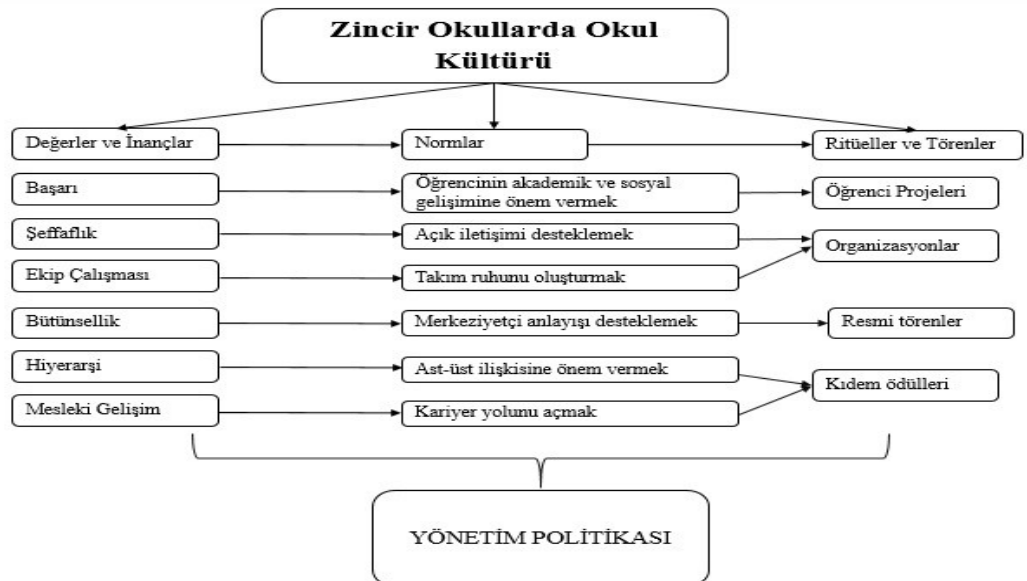 Zincir Okullarda Okul
Kültürü
Değerler ve İnançlar
Normlar
Ritüeller ve Törenler
Başarı
Öğrencinin akademik ve sosyal
gelişimine önem vermek
Öğrenci Projeleri
Şeffaflık
Açık iletişimi desteklemek
Organizasyonlar
Ekip Çalışması
Takım ruhunu oluşturmak
Bütünsellik
Merkeziyetçi anlayışı desteklemek
Resmi törenler
Hiyerarşi
Ast-üst ilişkisine önem vermek
Kıdem ödülleri
Mesleki Gelişim
Kariyer yolunu açmak
YÖNETİM POLİTİKASI